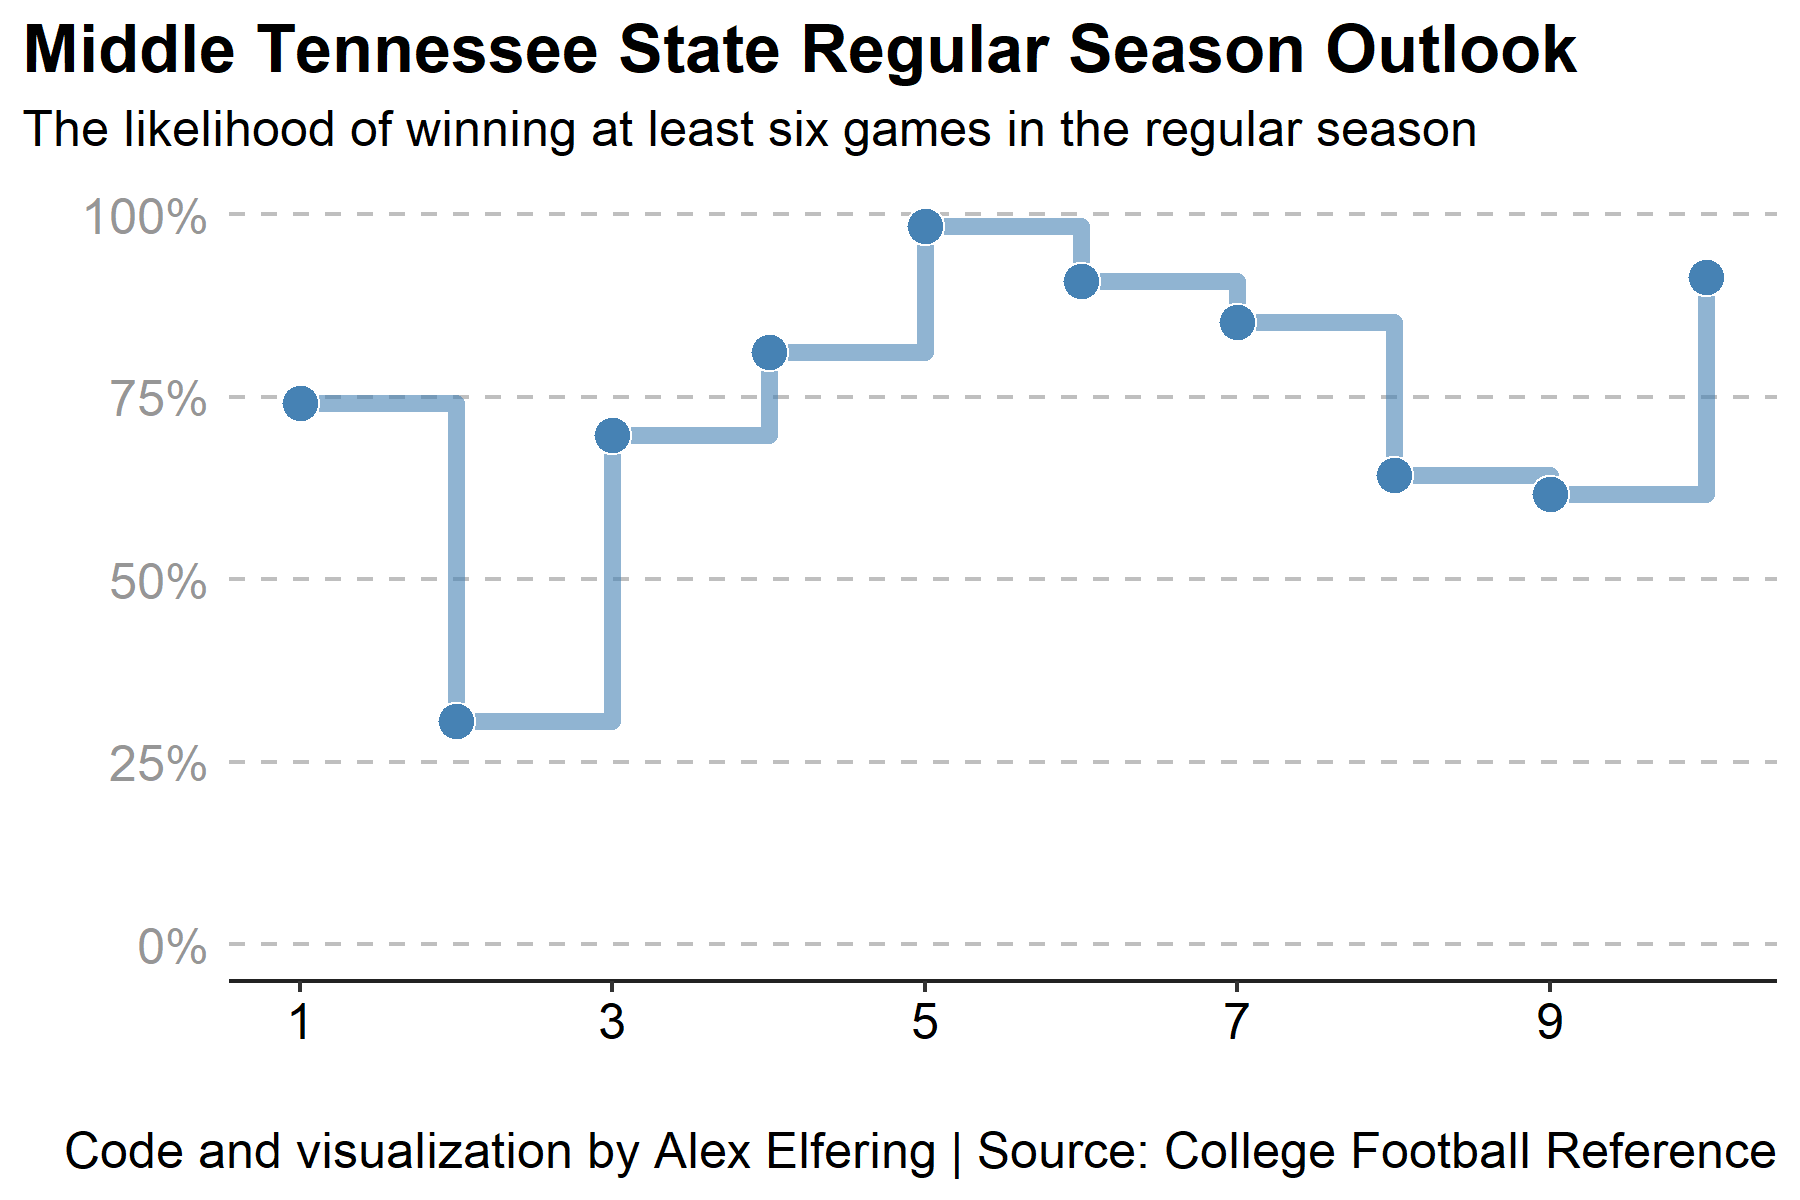 Middle Tennessee State Regular Season Outlook
The likelihood of winning at least six games in the regular season
100%
75%
50%
25%
0%
1 3 5 7 9
Code and visualization by Alex Elfering | Source: College Football Reference